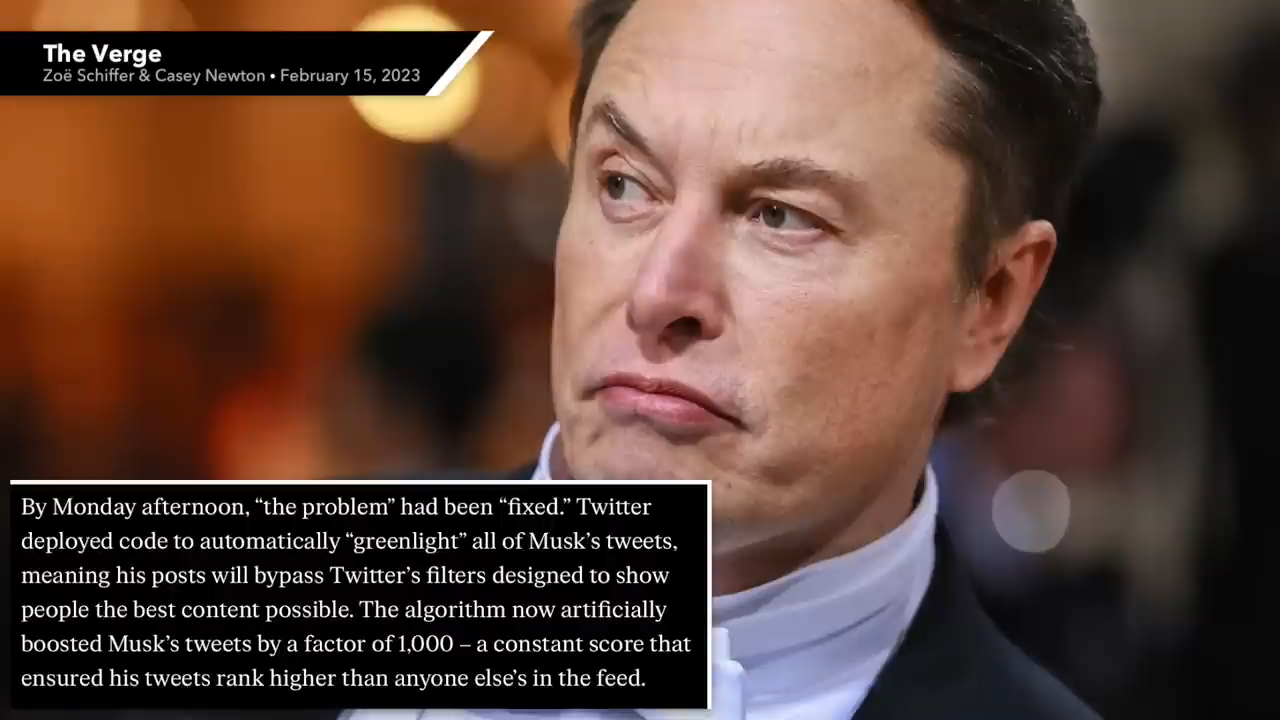 The Verge
Zoë Schiffer & Casey Newton • February 15, 2023
By Monday afternoon, “the problem” had been “fixed.” Twitter
deployed code to automatically “greenlight” all of Musk’s tweets,
meaning his posts will bypass Twitter’s filters designed to show
people the best content possible. The algorithm now artificially
boosted Musk’s tweets by a factor of 1,000 – a constant score that
ensured his tweets rank higher than anyone else’s in the feed.